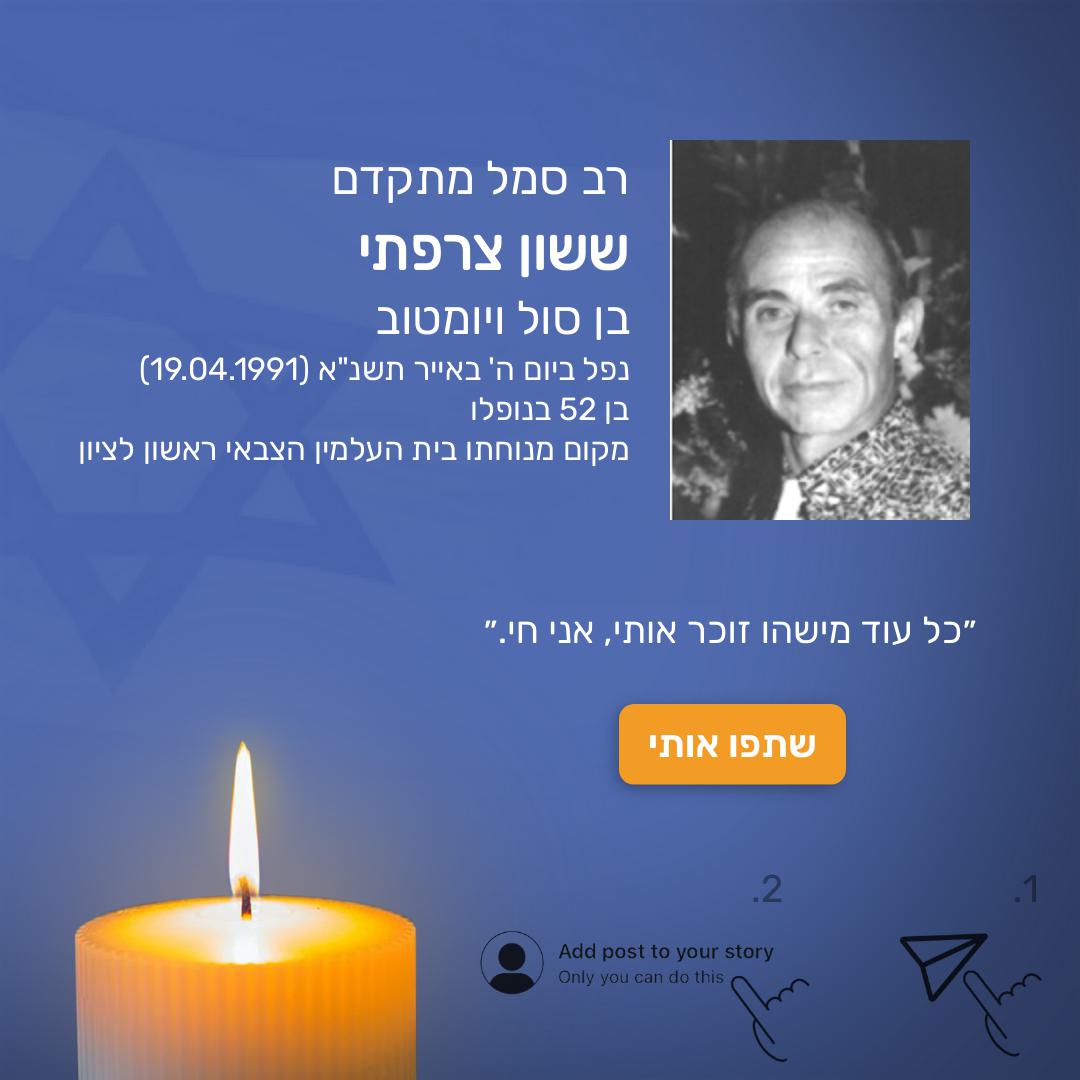 רב סמל מתקדם
ששון צרפתי
בן סול ויומטוב
נפל ביום ה' באייר תשנ"א (19.04.1991)
בן 52 בנופלו
מקום מנוחתו בית העלמין הצבאי ראשון לציון
״כל עוד מישהו זוכר אותי, אני חי.״
שתפו אותי
1.
2.
Add post to your story
Only you can do this